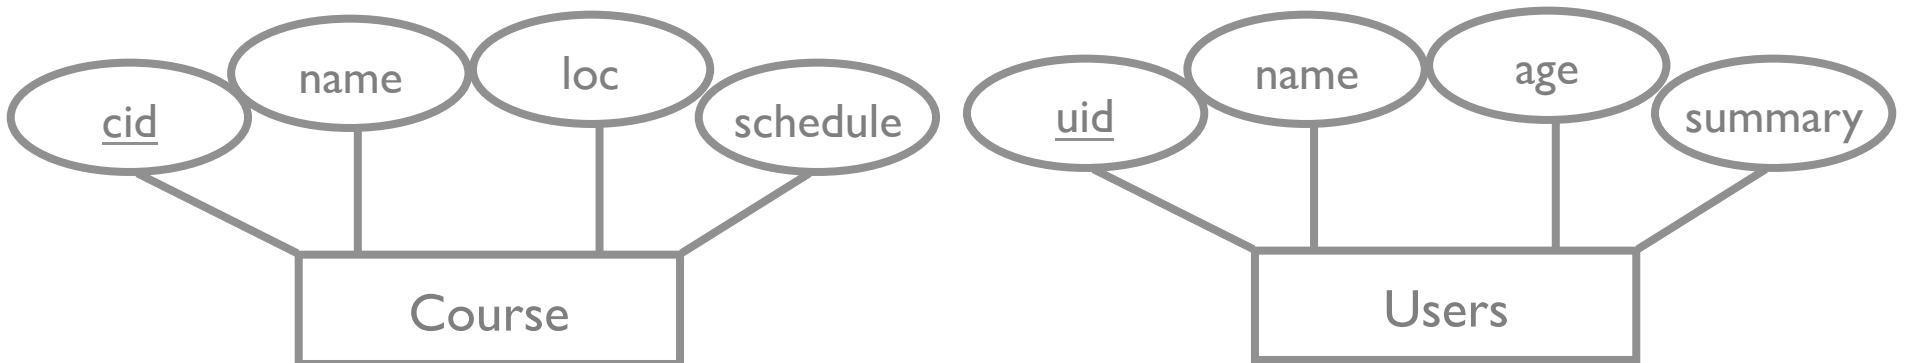 cid
name
loc
schedule
Course
uid
name
age
summary
Users